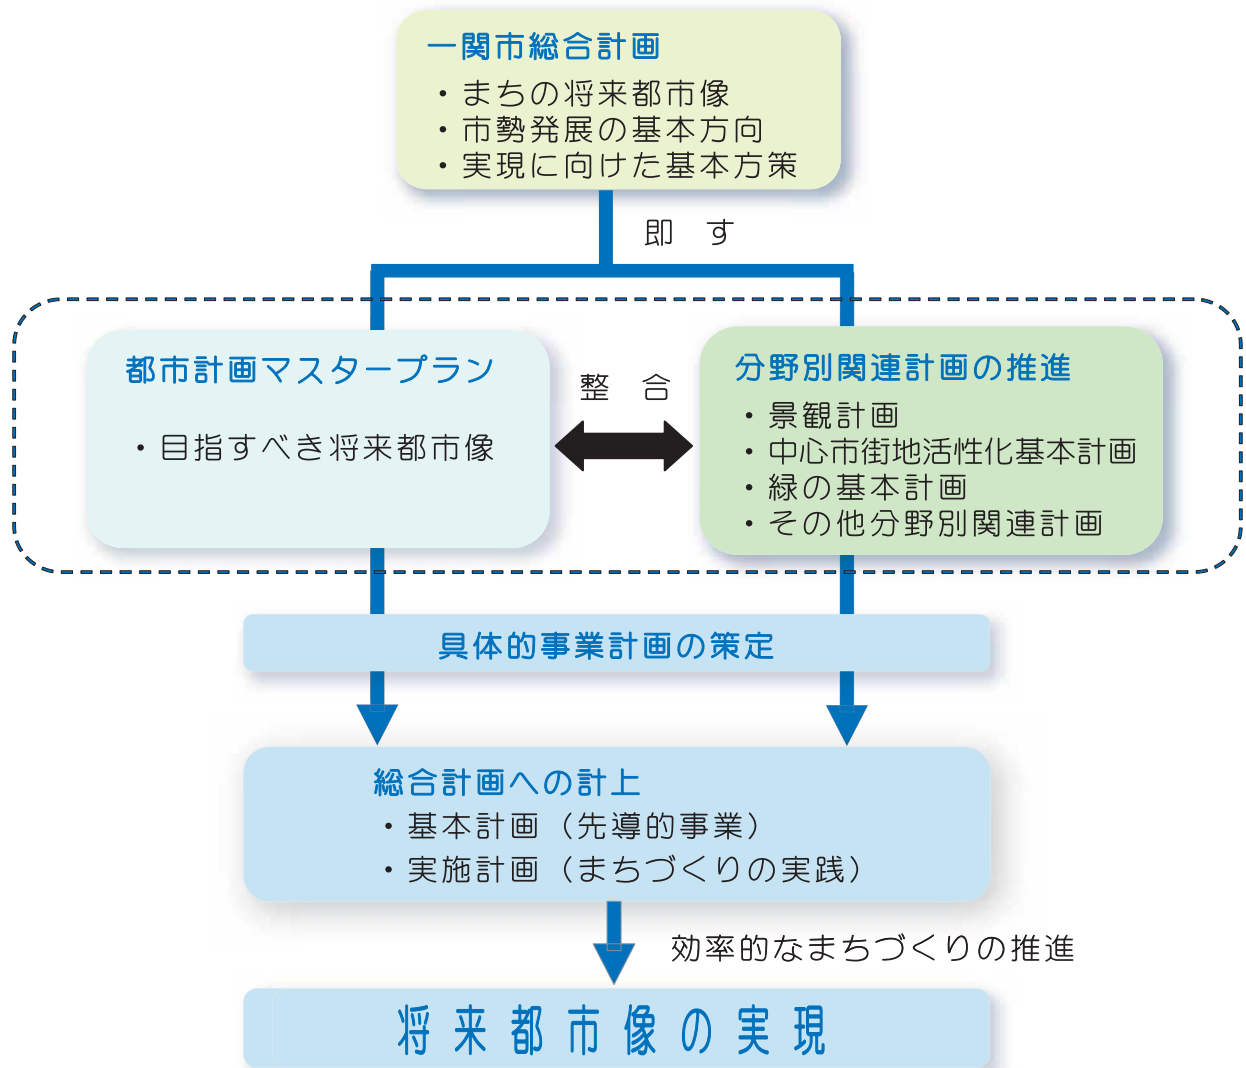 一関市総合計画
・まちの将来都市像
・市勢発展の基本方向
・実現に向けた基本方策
即　す
都市計画マスタープラン
・目指すべき将来都市像
整　合
分野別関連計画の推進
・景観計画
・中心市街地活性化基本計画
・緑の基本計画
・その他分野別関連計画
具体的事業計画の策定
総合計画への計上
・基本計画（先導的事業）
・実施計画（まちづくりの実践）
効率的なまちづくりの推進
将来都市像の実現